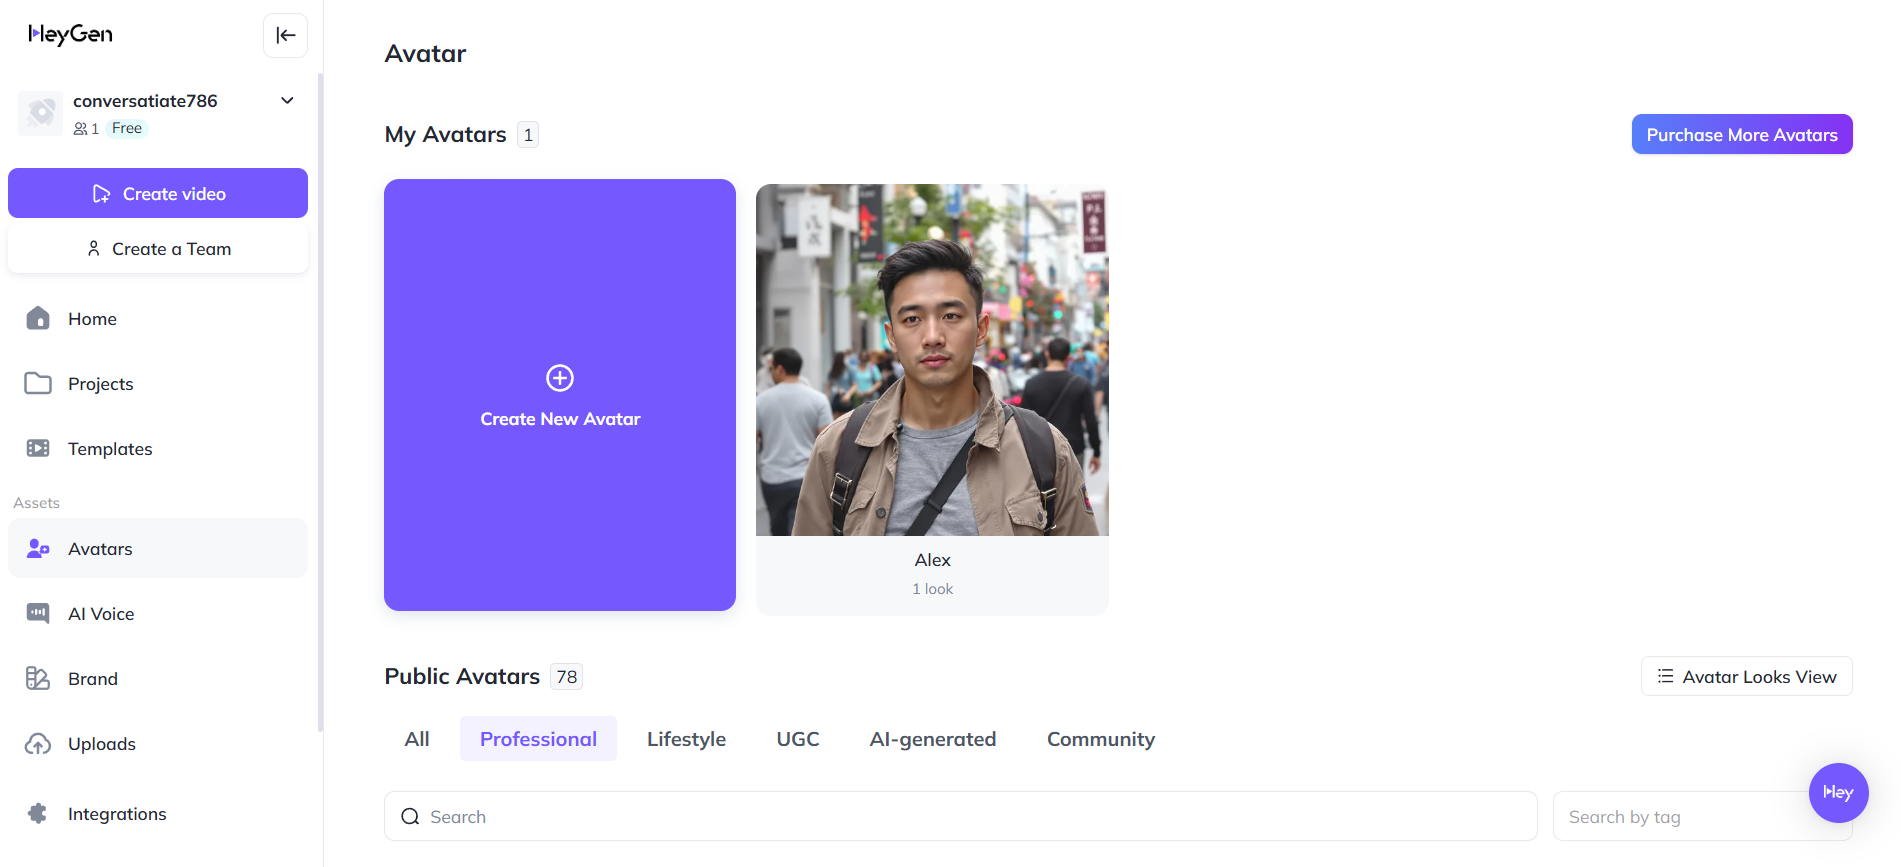 HeyGen
conversatiate786
1 Free
Create video
Create a Team
Home
Projects
Templates
Assets
Avatars
AI Voice
Brand
Uploads
Integrations
Avatar
My Avatars 1
Purchase More Avatars
Create New Avatar
Alex
1 look
Public Avatars 78
Avatar Looks View
All Professional Lifestyle UGC AI-generated Community
Search
Search by tag
Hey